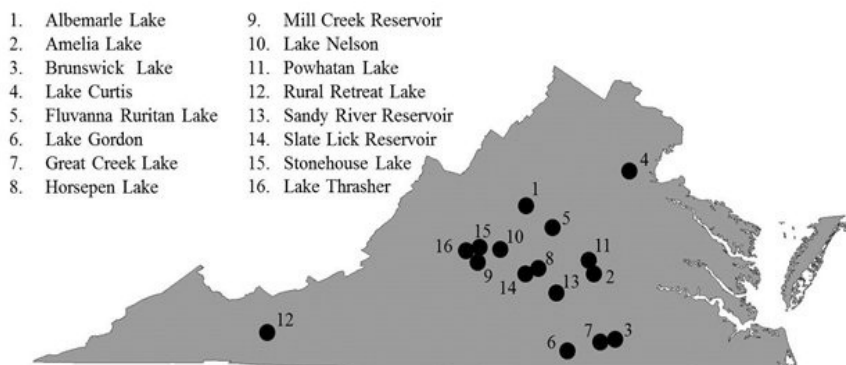 1. Albemarle Lake
2. Amelia Lake
3. Brunswick Lake
4. Lake Curtis
5. Fluvanna Ruritan Lake
6. Lake Gordon
7. Great Creek Lake
8. Horsepen Lake
9. Mill Creek Reservoir
10. Lake Nelson
11. Powhatan Lake
12. Rural Retreat Lake
13. Sandy River Reservoir
14. Slate Lick Reservoir
15. Stonehouse Lake
16. Lake Thrasher
4
1
5
15
10
16
11
9
8
14
2
13
12
7
3
6